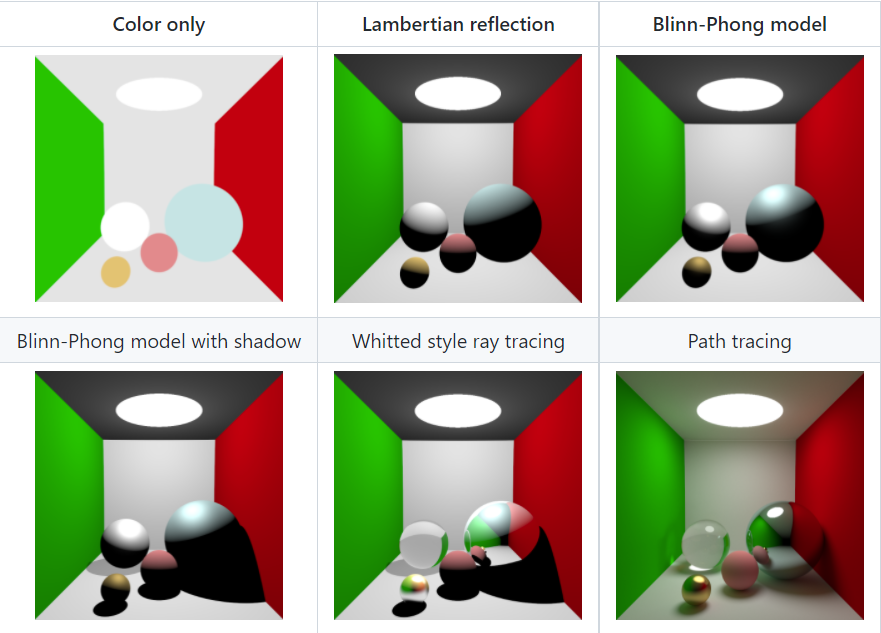 Color only
Lambertian reflection
Blinn-Phong model
Blinn-Phong model with shadow
Whitted style ray tracing
Path tracing